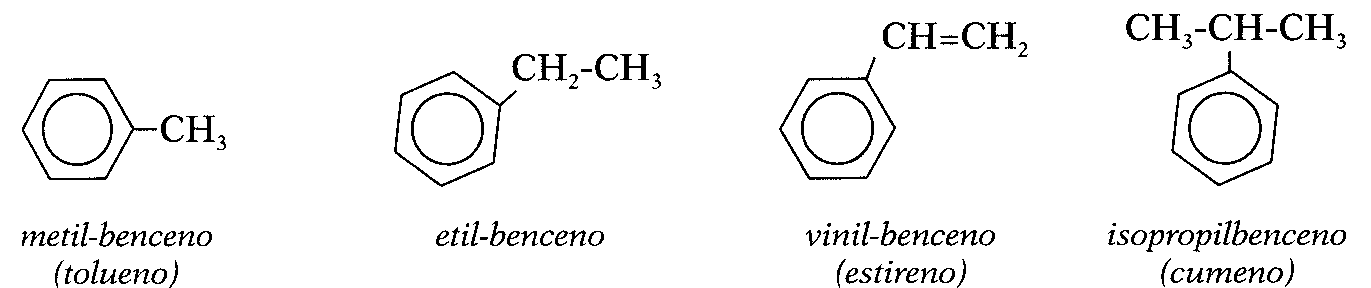 CH₃
CH₂-CH₃
CH=CH₂
CH₃-CH-CH₃
metil-benceno
(tolueno)
etil-benceno
vinil-benceno
(estireno)
isopropilbenceno
(cumeno)